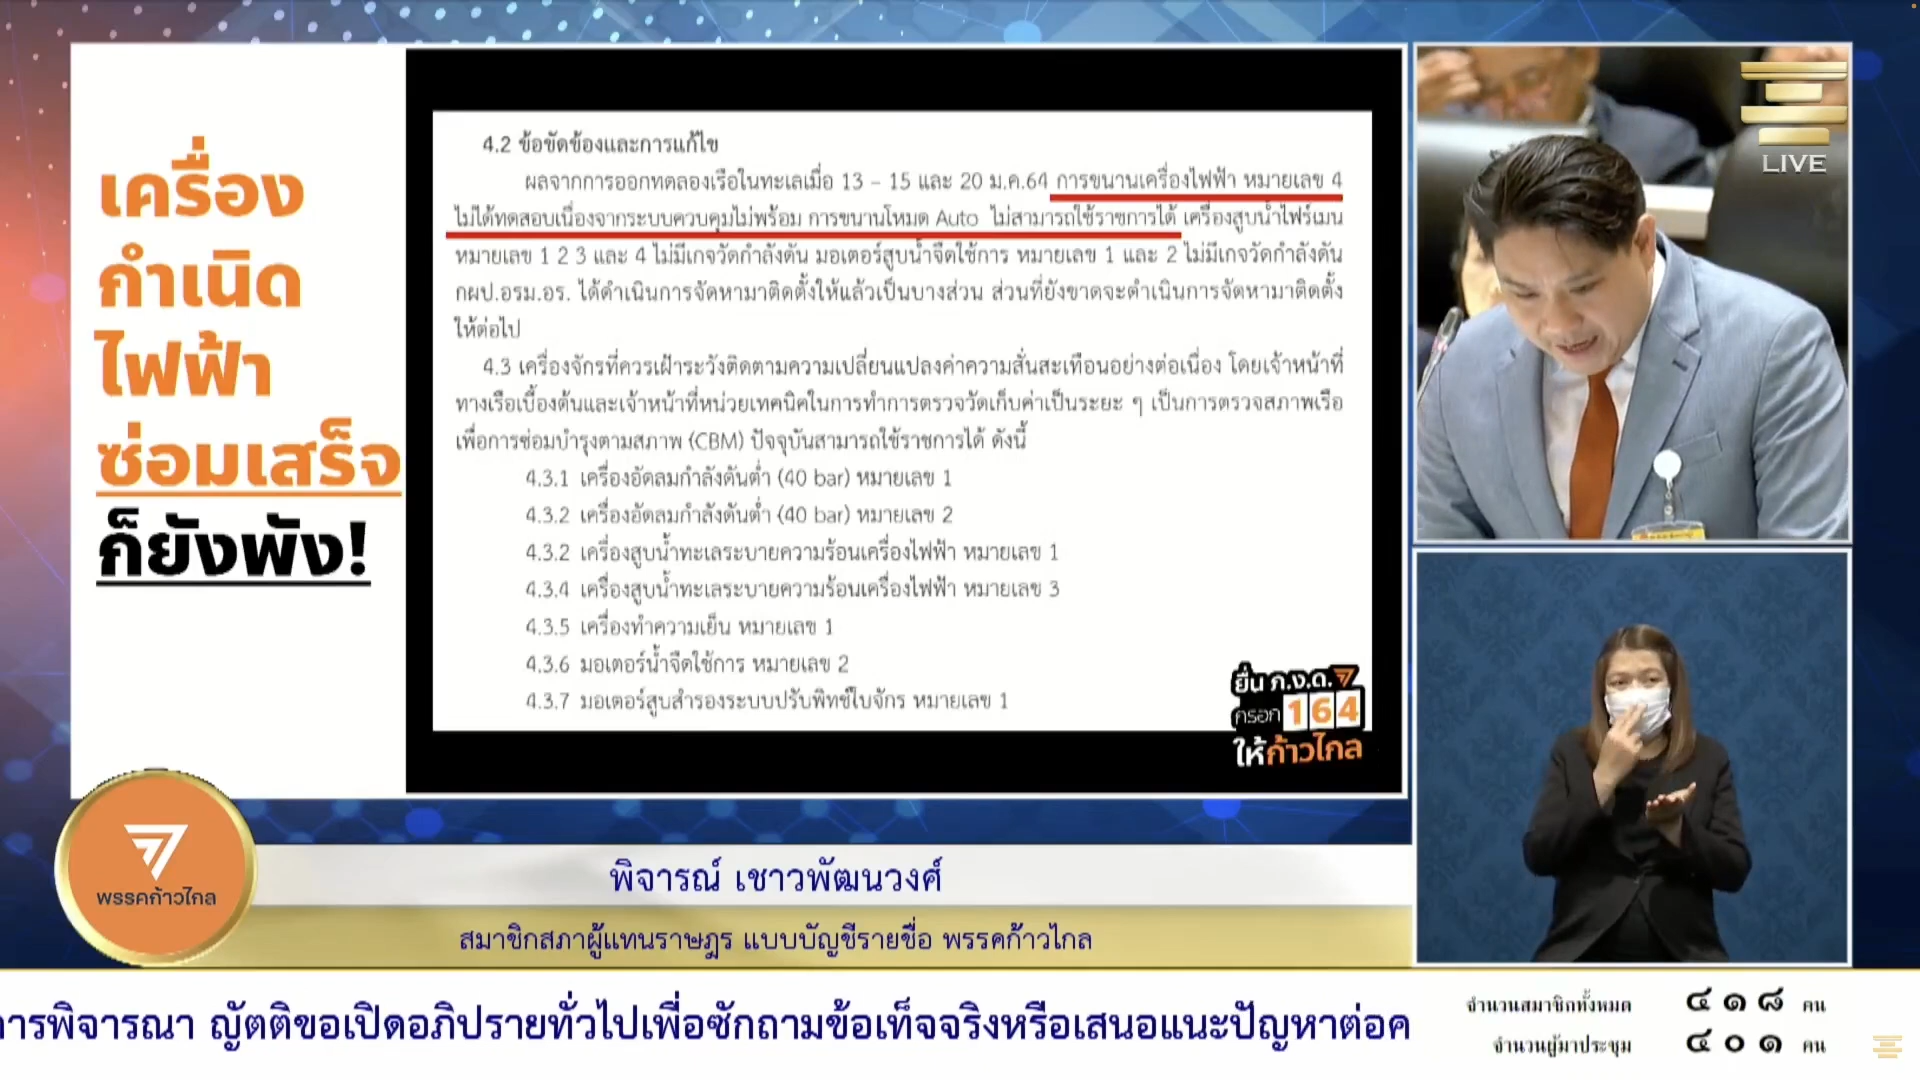 เครื่อง
กำเนิด
ไฟฟ้า
ซ่อมเสร็จ
ก็ยังพัง!
4.2 ข้อขัดข้องและการแก้ไข
ผลจากการออกทดลองเรือในทะเลเมื่อ 13 – 15 และ 20 ม.ค.64 การขนานเครื่องไฟฟ้า หมายเลข 4
ไม่ได้ทดสอบเนื่องจากระบบควบคุมไม่พร้อม การขนานโหมด Auto ไม่สามารถใช้ราชการได้ เครื่องสูบน้ำไฟร์เมน
หมายเลข 1 2 3 และ 4 ไม่มีเกจวัดกำลังดัน มอเตอร์สูบน้ำจืดใช้การ หมายเลข 1 และ 2 ไม่มีเกจวัดกำลังดัน
กผป.อรม.อร. ได้ดำเนินการจัดหามาติดตั้งให้แล้วเป็นบางส่วน ส่วนที่ยังขาดจะดำเนินการจัดหามาติดตั้ง
ให้ต่อไป
4.3 เครื่องจักรที่ควรเฝ้าระวังติดตามความเปลี่ยนแปลงค่าความสั่นสะเทือนอย่างต่อเนื่อง โดยเจ้าหน้าที่
ทางเรือเบื้องต้นและเจ้าหน้าที่หน่วยเทคนิคในการทำการตรวจวัดเก็บค่าเป็นระยะ ๆ เป็นการตรวจสภาพเรือ
เพื่อการซ่อมบำรุงตามสภาพ (CBM) ปัจจุบันสามารถใช้ราชการได้ ดังนี้
4.3.1 เครื่องอัดลมกำลังดันต่ำ (40 bar) หมายเลข 1
4.3.2 เครื่องอัดลมกำลังดันต่ำ (40 bar) หมายเลข 2
4.3.2 เครื่องสูบน้ำทะเลระบายความร้อนเครื่องไฟฟ้า หมายเลข 1
4.3.4 เครื่องสูบน้ำทะเลระบายความร้อนเครื่องไฟฟ้า หมายเลข 3
4.3.5 เครื่องทำความเย็น หมายเลข 1
4.3.6 มอเตอร์น้ำจืดใช้การ หมายเลข 2
4.3.7 มอเตอร์สูบสำรองระบบปรับพิทช์ใบจักร หมายเลข 1
ยื่น ภ.ง.ด.
กรอก 164
ให้ก้าวไกล
LIVE
พรรคก้าวไกล
พิจารณ์ เชาวพัฒนวงศ์
สมาชิกสภาผู้แทนราษฎร แบบบัญชีรายชื่อ พรรคก้าวไกล
การพิจารณา ญัตติขอเปิดอภิปรายทั่วไปเพื่อซักถามข้อเท็จจริงหรือเสนอแนะปัญหาต่อค
จำนวนสมาชิกทั้งหมด ๔๑๘ คน
จำนวนผู้มาประชุม ๔๐๑ คน